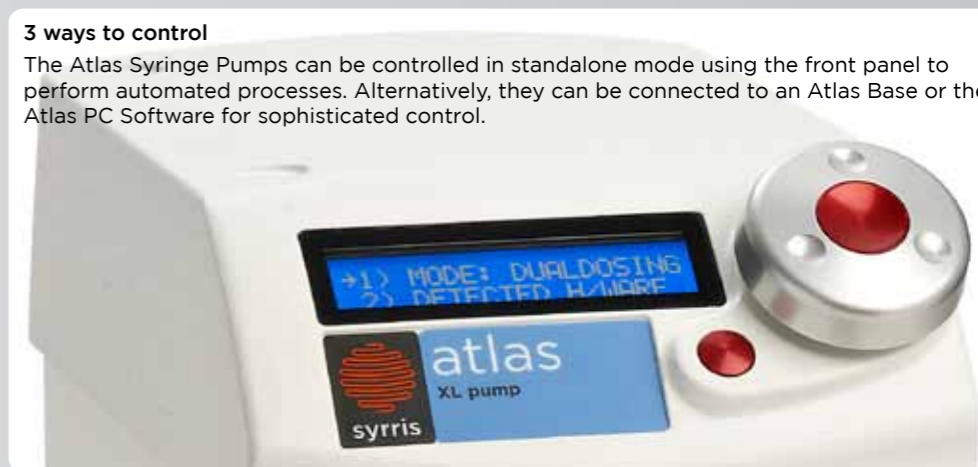 3 ways to control
The Atlas Syringe Pumps can be controlled in standalone mode using the front panel to
perform automated processes. Alternatively, they can be connected to an Atlas Base or the
Atlas PC Software for sophisticated control.
→1) MODE: DUALDOSING
2) DETECTED H/WARE
atlas
XL pump
syrris